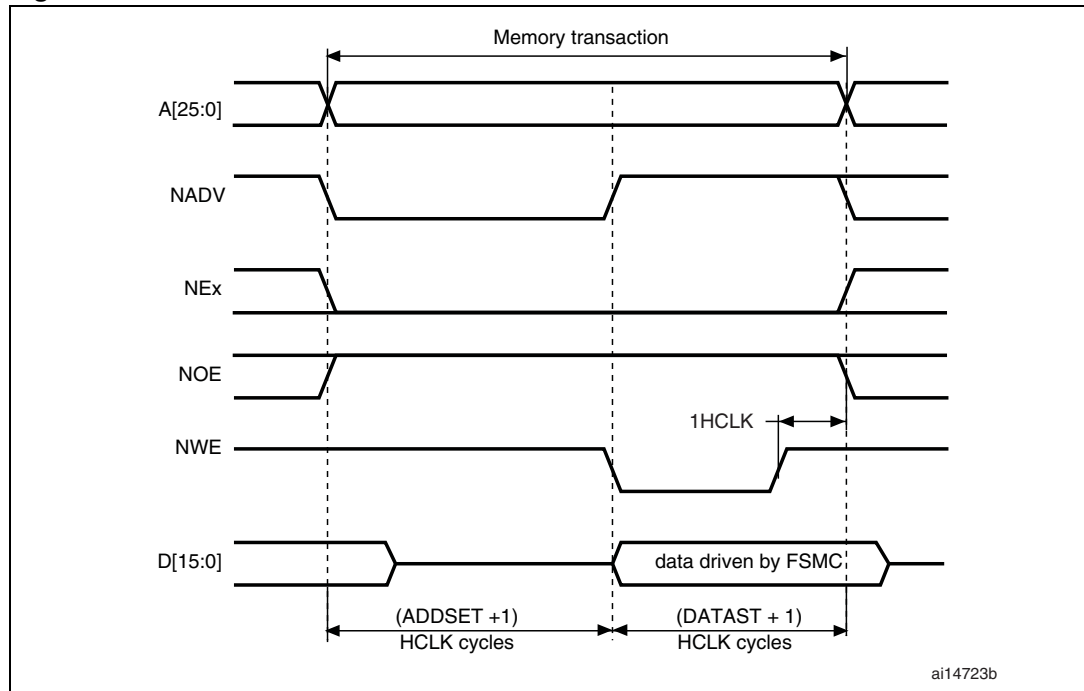 Memory transaction
A[25:0]
NADV
NEx
NOE
1HCLK
NWE
D[15:0]
data driven by FSMC
(ADDSET +1)
HCLK cycles
(DATAST + 1)
HCLK cycles
ai14723b